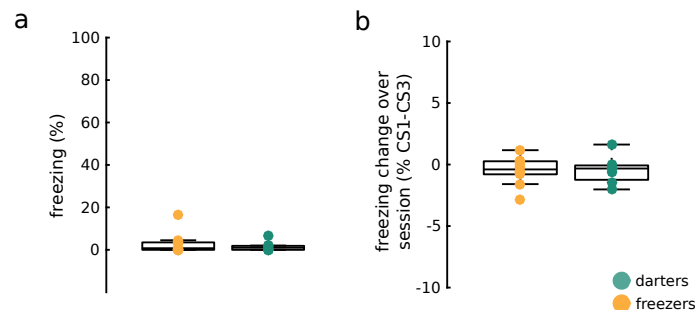 a
freezing (%)
100
80
60
40
20
0
b
freezing change over
session (% CS1-CS3)
10
5
0
-5
-10
darters
freezers